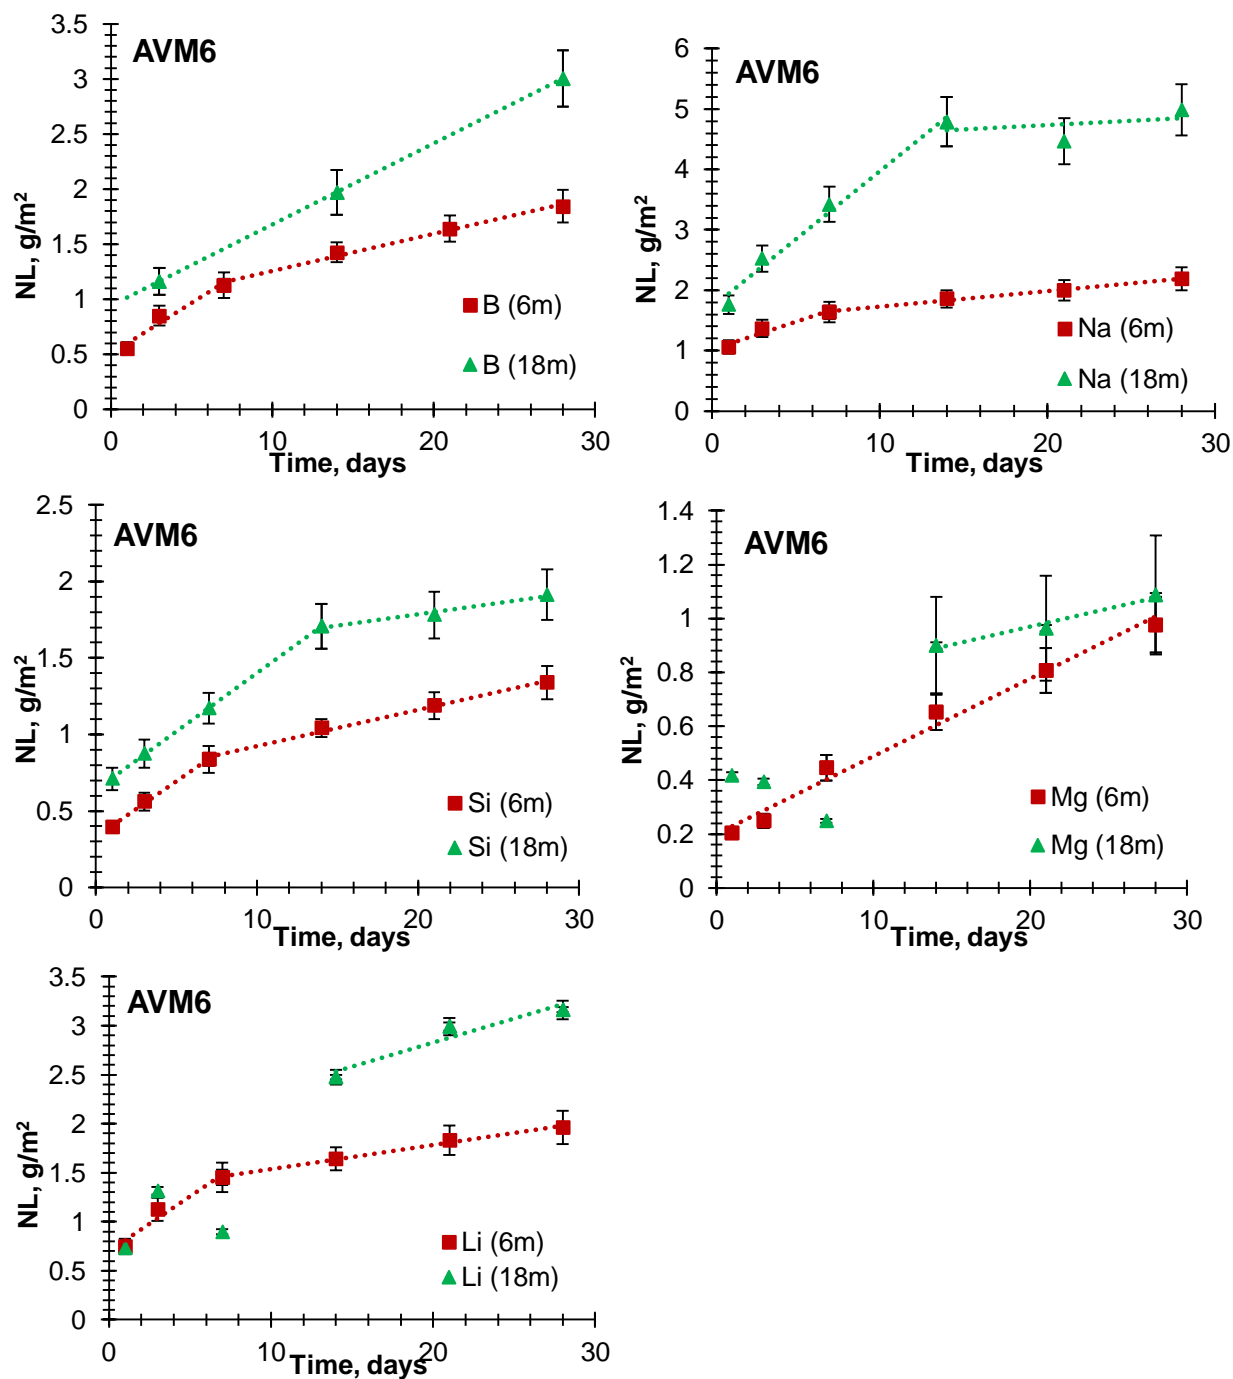 AVM6
3.5
3
2.5
2
1.5
1
0.5
0
NL, g/m²
0 10 20 30
Time, days
B (6m)
B (18m)
AVM6
6
5
4
3
2
1
0
NL, g/m²
0 10 20 30
Time, days
Na (6m)
Na (18m)
AVM6
2.5
2
1.5
1
0.5
0
NL, g/m²
0 10 20 30
Time, days
Si (6m)
Si (18m)
AVM6
1.4
1.2
1
0.8
0.6
0.4
0.2
0
NL, g/m²
0 10 20 30
Time, days
Mg (6m)
Mg (18m)
AVM6
3.5
3
2.5
2
1.5
1
0.5
0
NL, g/m²
0 10 20 30
Time, days
Li (6m)
Li (18m)